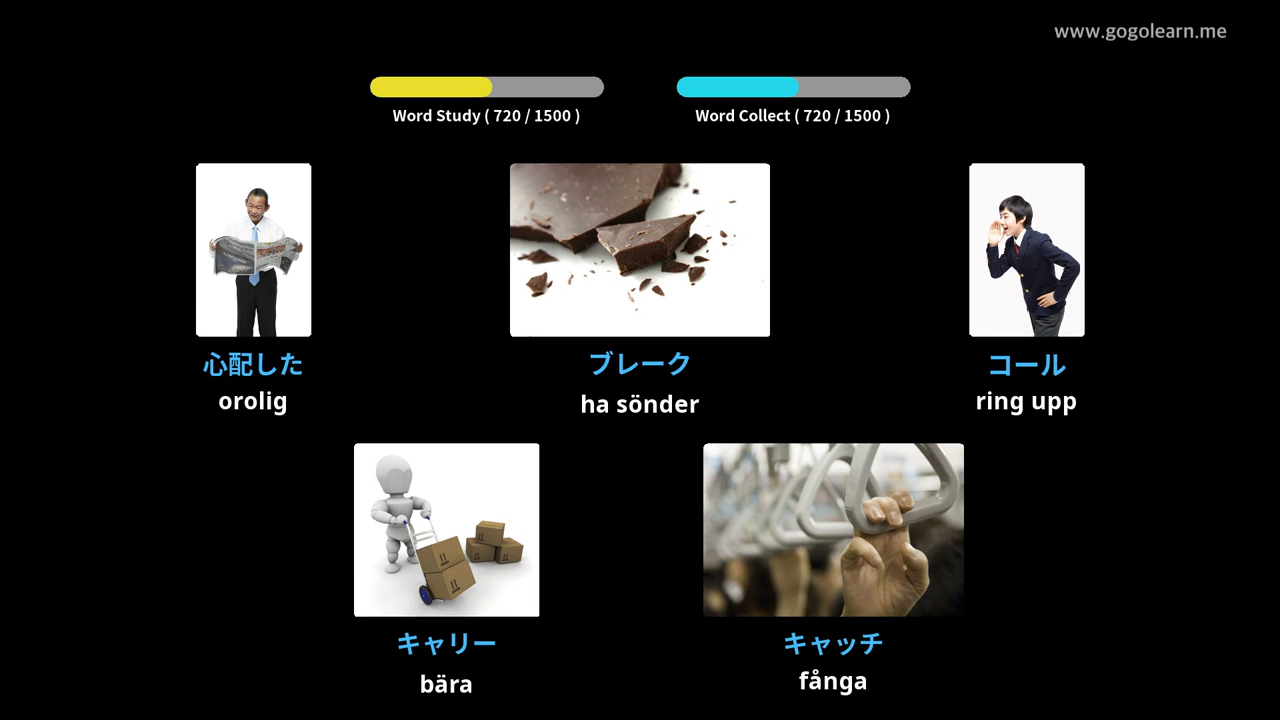 www.gogolearn.me
Word Study ( 720 / 1500 )
Word Collect ( 720 / 1500 )
心配した
orolig
ブレーク
ha sönder
コール
ring upp
キャリー
bära
キャッチ
fånga